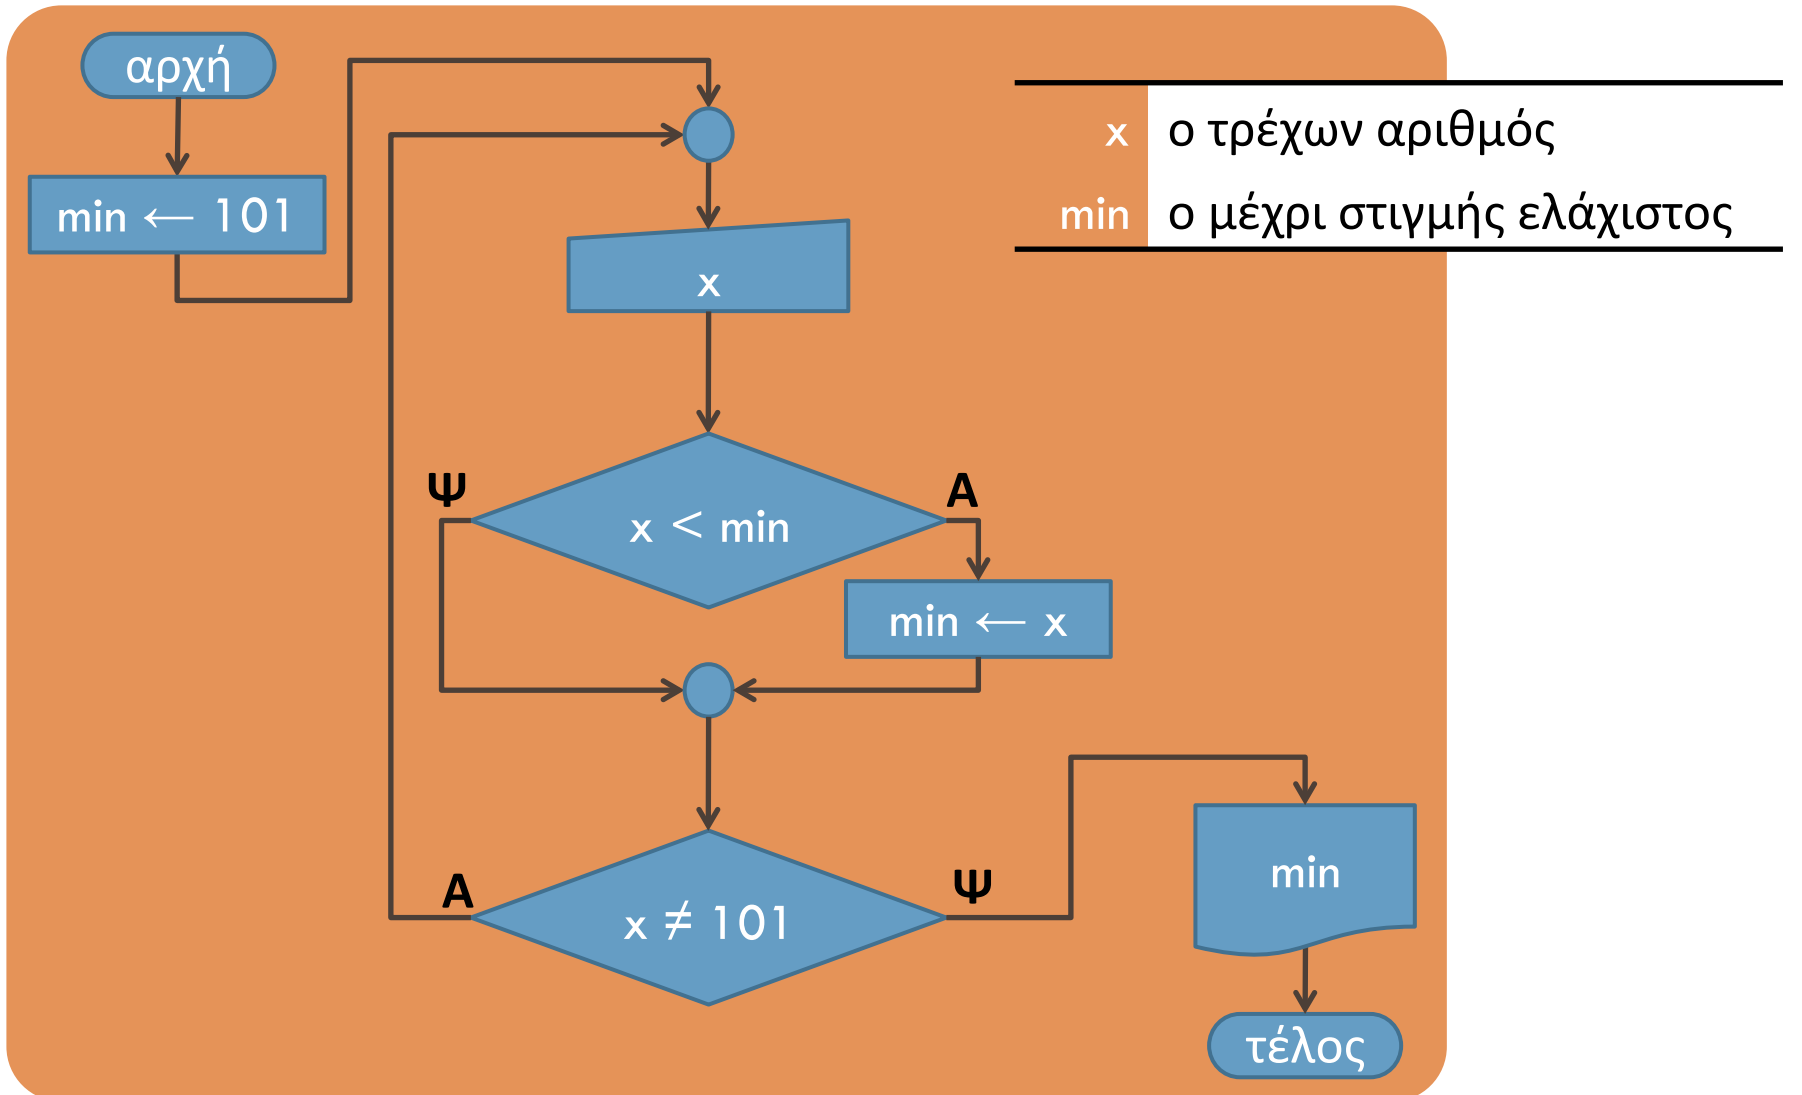 αρχή
min ← 101
x
x < min
Ψ
Α
min ← x
x ≠ 101
Α
Ψ
min
τέλος
x ο τρέχων αριθμός
min ο μέχρι στιγμής ελάχιστος